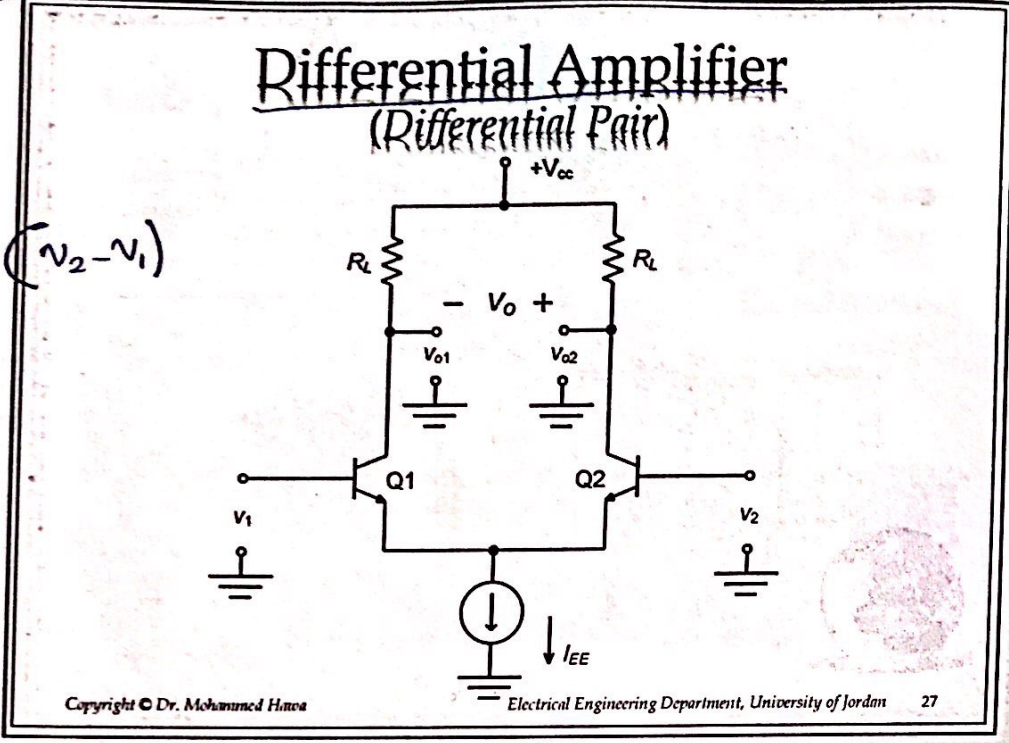 Differential Amplifier
(Differential Pair)
+Vcc
(v2-v1)
RL
RL
- Vo +
Vo1
Vo2
Q1
Q2
V1
V2
IEE
Copyright © Dr. Mohammed Hawa
Electrical Engineering Department, University of Jordan
27